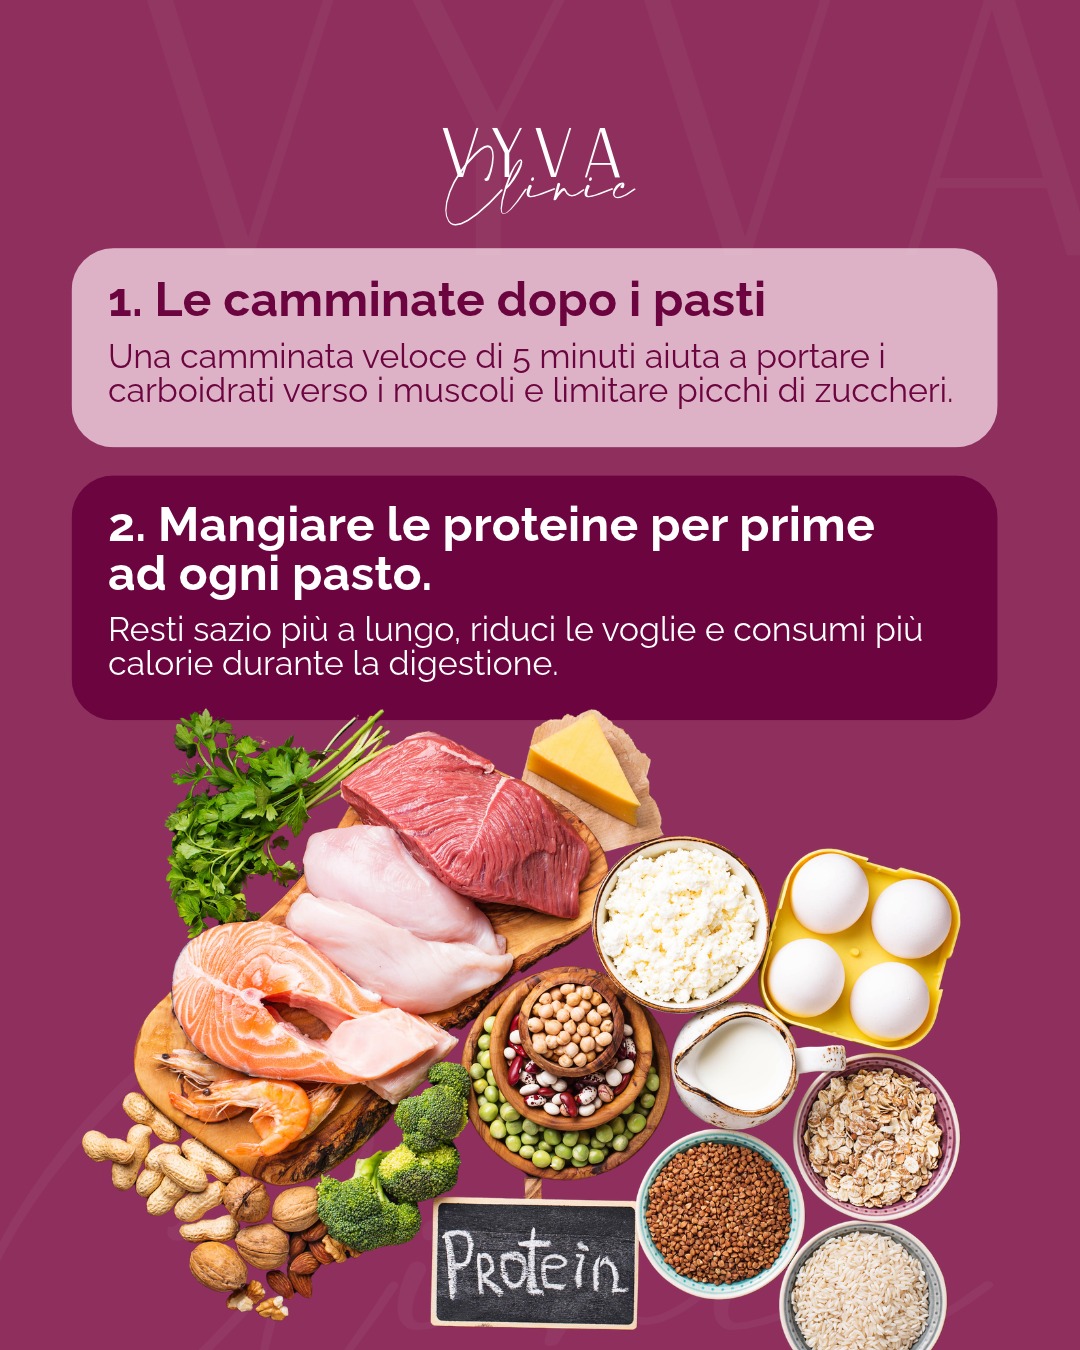 VYVA
VYVA
Clinic
1. Le camminate dopo i pasti
Una camminata veloce di 5 minuti aiuta a portare i
carboidrati verso i muscoli e limitare picchi di zuccheri.
2. Mangiare le proteine per prime
ad ogni pasto.
Resti sazio più a lungo, riduci le voglie e consumi più
calorie durante la digestione.
Protein